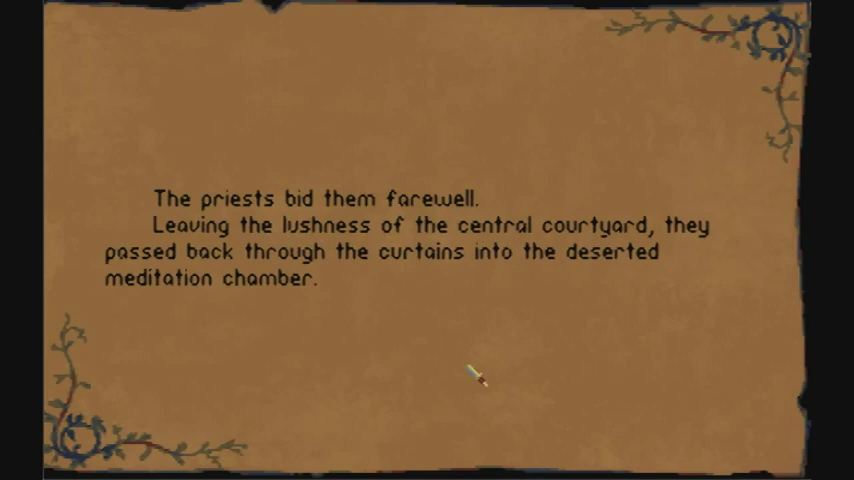 The priests bid them farewell.
Leaving the lushness of the central courtyard, they
passed back through the curtains into the deserted
meditation chamber.